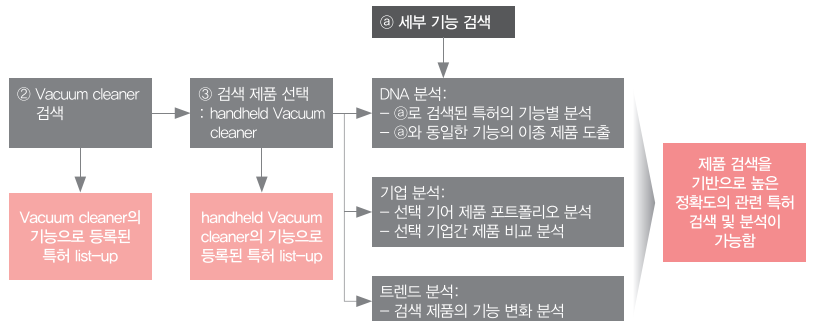 ⓐ 세부 기능 검색
② Vacuum cleaner
검색
③ 검색 제품 선택
: handheld Vacuum
cleaner
DNA 분석:
– ⓐ로 검색된 특허의 기능별 분석
– ⓐ와 동일한 기능의 이종 제품 도출
Vacuum cleaner의
기능으로 등록된
특허 list–up
handheld Vacuum
cleaner의 기능으로
등록된 특허 list–up
기업 분석:
– 선택 기어 제품 포트폴리오 분석
– 선택 기업간 제품 비교 분석
트렌드 분석:
– 검색 제품의 기능 변화 분석
제품 검색을
기반으로 높은
정확도의 관련 특허
검색 및 분석이
가능함